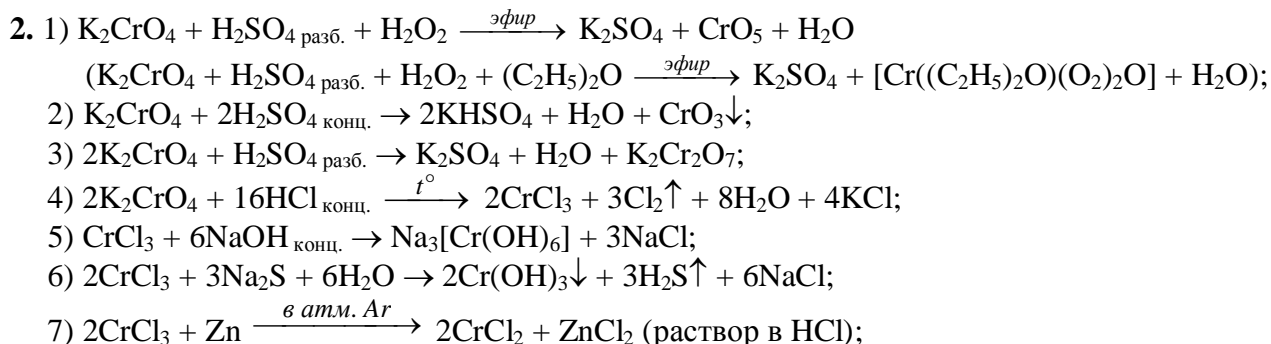 2. 1) K₂CrO₄ + H₂SO₄ разб. + H₂O₂ —эфир→ K₂SO₄ + CrO₅ + H₂O
(K₂CrO₄ + H₂SO₄ разб. + H₂O₂ + (C₂H₅)₂O —эфир→ K₂SO₄ + [Cr((C₂H₅)₂O)(O₂)₂O] + H₂O);
2) K₂CrO₄ + 2H₂SO₄ конц. → 2KHSO₄ + H₂O + CrO₃↓;
3) 2K₂CrO₄ + H₂SO₄ разб. → K₂SO₄ + H₂O + K₂Cr₂O₇;
4) 2K₂CrO₄ + 16HCl конц. —t°→ 2CrCl₃ + 3Cl₂↑ + 8H₂O + 4KCl;
5) CrCl₃ + 6NaOH конц. → Na₃[Cr(OH)₆] + 3NaCl;
6) 2CrCl₃ + 3Na₂S + 6H₂O → 2Cr(OH)₃↓ + 3H₂S↑ + 6NaCl;
7) 2CrCl₃ + Zn —в атм. Ar→ 2CrCl₂ + ZnCl₂ (раствор в HCl);